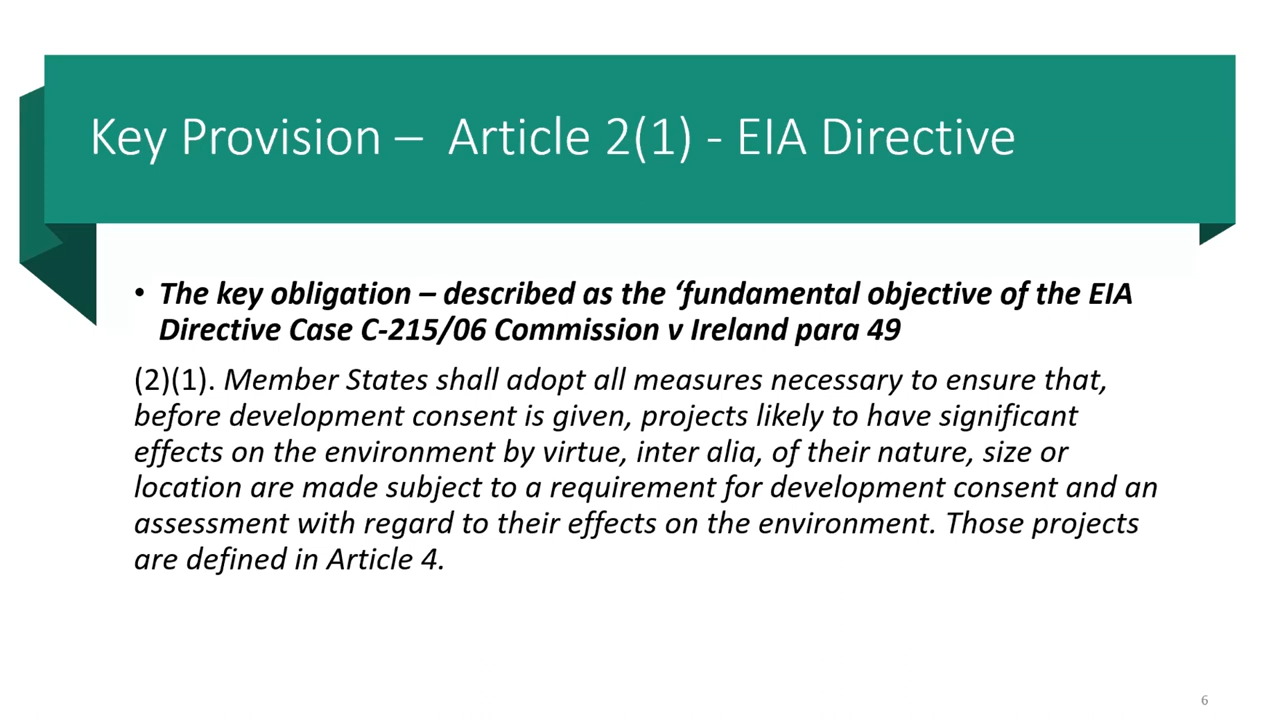 Key Provision – Article 2(1) - EIA Directive
• The key obligation – described as the ‘fundamental objective of the EIA
Directive Case C-215/06 Commission v Ireland para 49
(2)(1). Member States shall adopt all measures necessary to ensure that,
before development consent is given, projects likely to have significant
effects on the environment by virtue, inter alia, of their nature, size or
location are made subject to a requirement for development consent and an
assessment with regard to their effects on the environment. Those projects
are defined in Article 4.
6